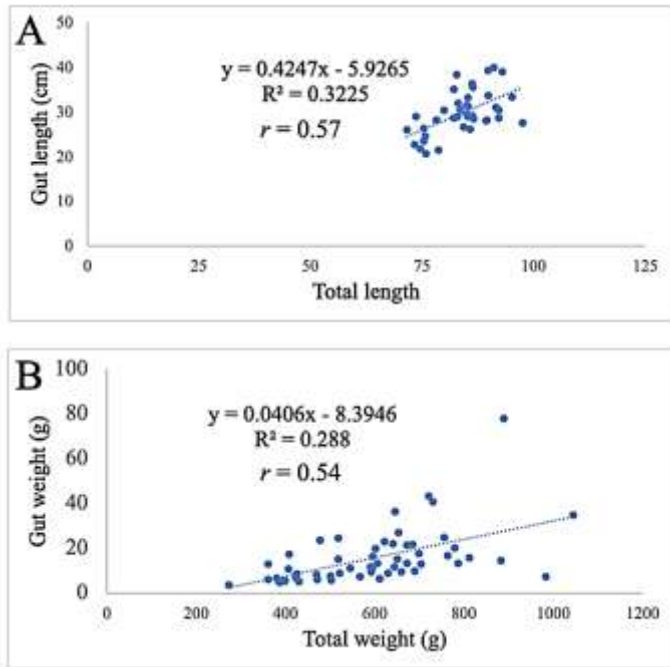 A
50
40
30
20
10
0
Gut length (cm)
y = 0.4247x - 5.9265
R² = 0.3225
r = 0.57
0 25 50 75 100 125
Total length
B
100
80
60
40
20
0
Gut weight (g)
y = 0.0406x - 8.3946
R² = 0.288
r = 0.54
0 200 400 600 800 1000 1200
Total weight (g)